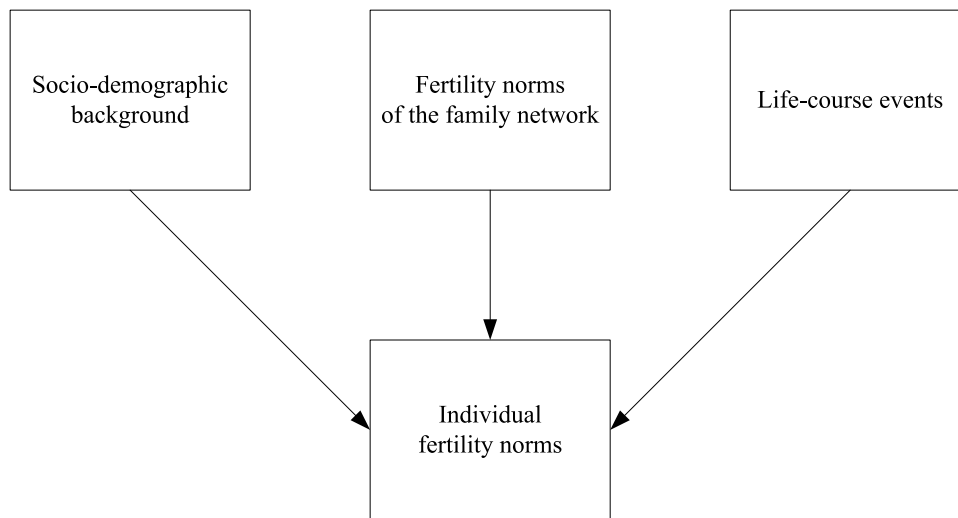 Socio-demographic
background
Fertility norms
of the family network
Life-course events
Individual
fertility norms